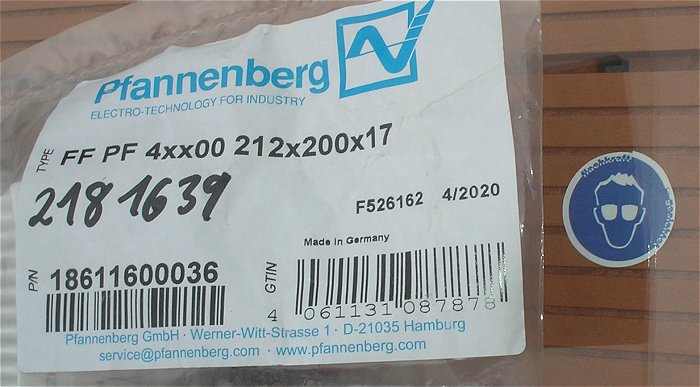 Pfannenberg
ELECTRO-TECHNOLOGY FOR INDUSTRY
TYPE FF PF 4xx00 212x200x17
2181639
F526162 4/2020
Made in Germany
P/N 18611600036
GTIN 4 061131 087878
Pfannenberg GmbH · Werner-Witt-Strasse 1 · D-21035 Hamburg
service@pfannenberg.com · www.pfannenberg.com